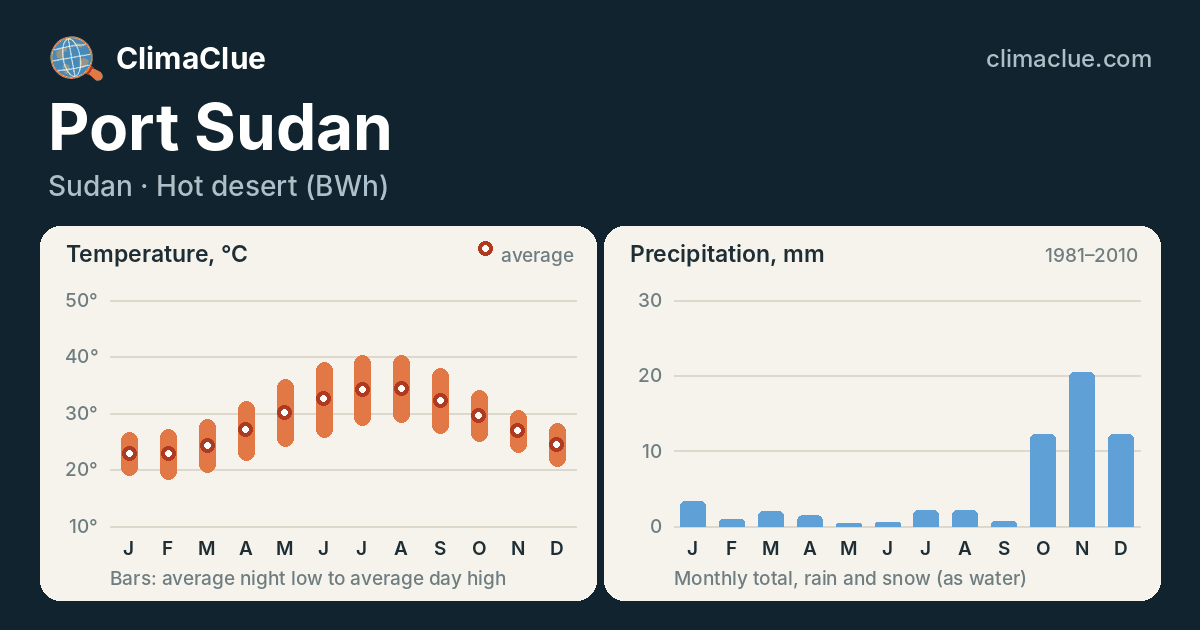 ClimaClue
climaclue.com
Port Sudan
Sudan · Hot desert (BWh)
Temperature, °C
average
50°
40°
30°
20°
10°
J F M A M J J A S O N D
Bars: average night low to average day high
Precipitation, mm
1981–2010
30
20
10
0
J F M A M J J A S O N D
Monthly total, rain and snow (as water)